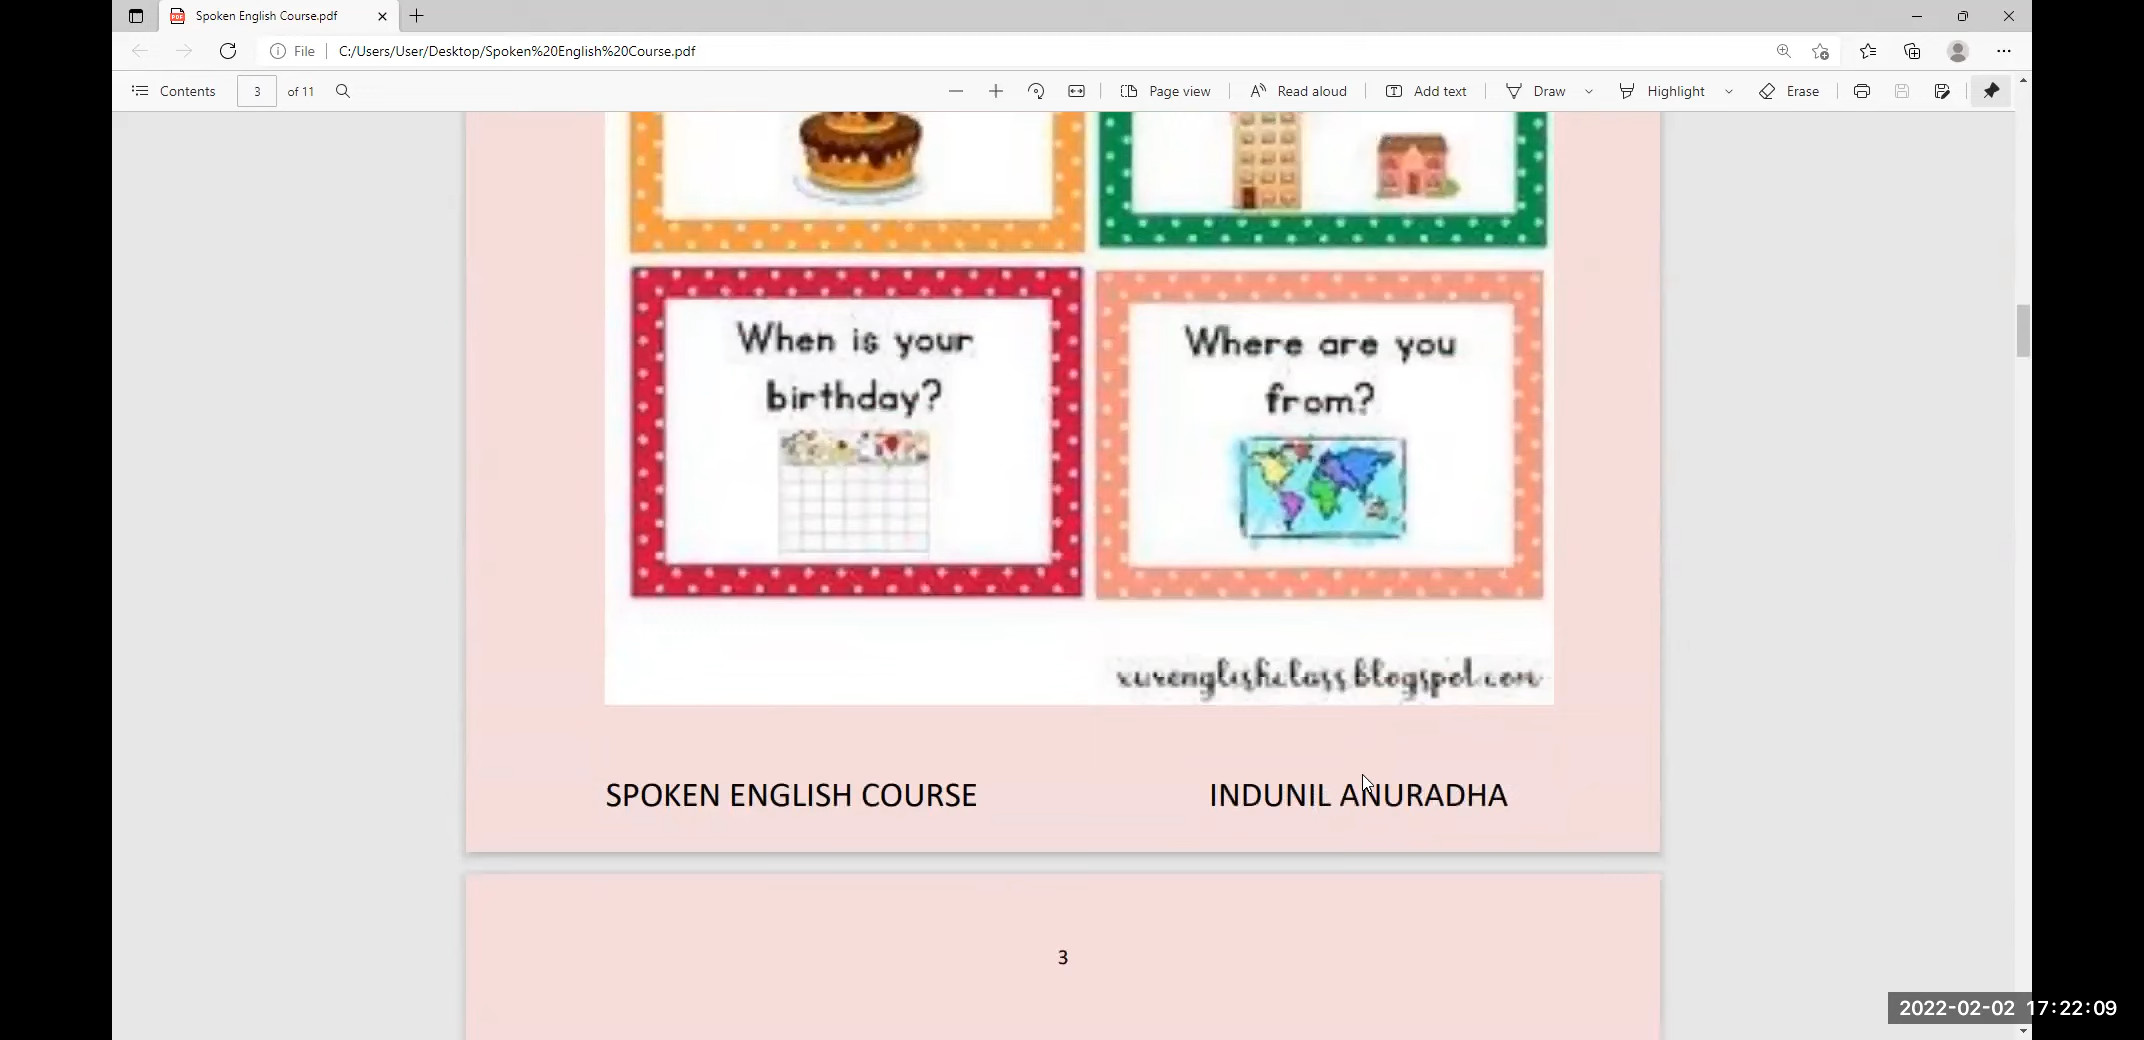 Spoken English Course.pdf
File
C:/Users/User/Desktop/Spoken%20English%20Course.pdf
Contents
3
of 11
Page view
Read aloud
Add text
Draw
Highlight
Erase
When is your
birthday?
Where are you
from?
SPOKEN ENGLISH COURSE
INDUNIL ANURADHA
3
2022-02-02 17:22:09